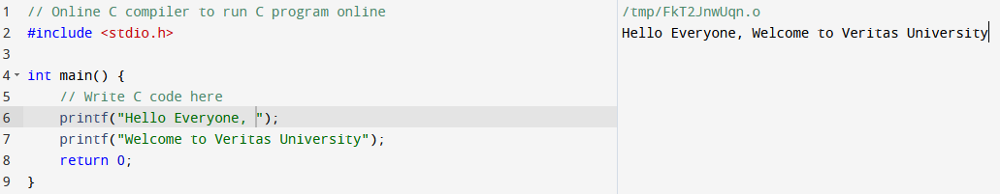 1 // Online C compiler to run C program online
2 #include <stdio.h>
3
4 int main() {
5     // Write C code here
6     printf("Hello Everyone, ");
7     printf("Welcome to Veritas University");
8     return 0;
9 }
/tmp/FkT2JnwUqn.o
Hello Everyone, Welcome to Veritas University